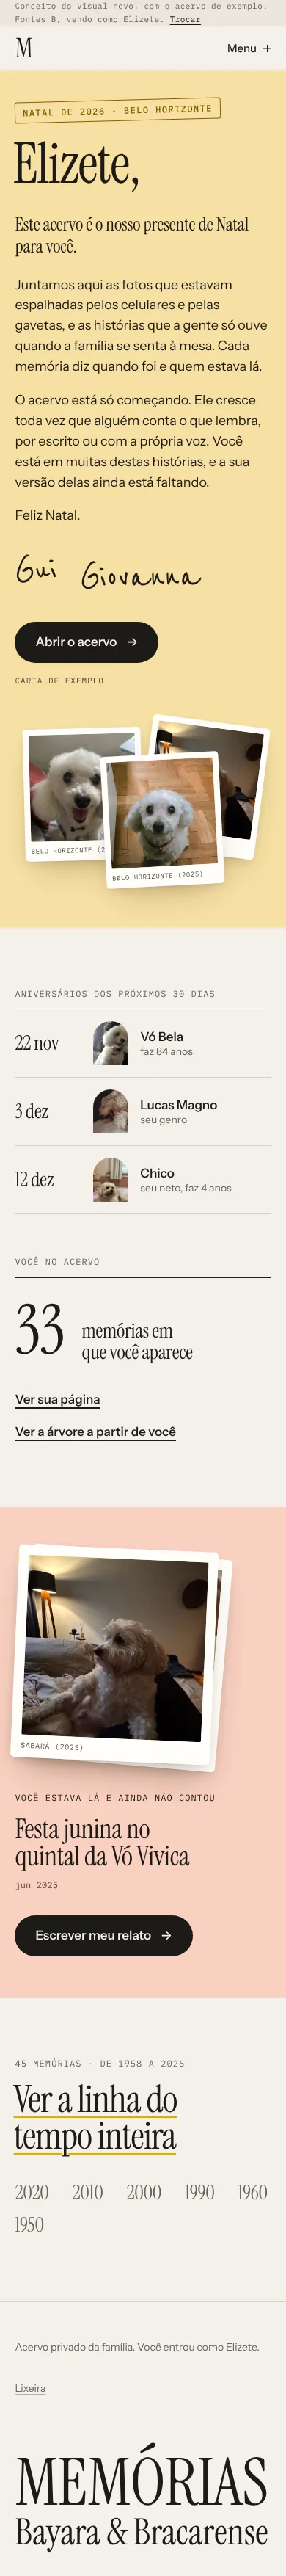 Conceito do visual novo, com o acervo de exemplo.
Fontes B, vendo como Elizete. Trocar
M
Menu +
NATAL DE 2026 · BELO HORIZONTE
Elizete,
Este acervo é o nosso presente de Natal
para você.
Juntamos aqui as fotos que estavam
espalhadas pelos celulares e pelas
gavetas, e as histórias que a gente só ouve
quando a família se senta à mesa. Cada
memória diz quando foi e quem estava lá.
O acervo está só começando. Ele cresce
toda vez que alguém conta o que lembra,
por escrito ou com a própria voz. Você
está em muitas destas histórias, e a sua
versão delas ainda está faltando.
Feliz Natal.
Gui Giovanna
Abrir o acervo →
CARTA DE EXEMPLO
BELO HORIZONTE (2
BELO HORIZONTE (2025)
ANIVERSÁRIOS DOS PRÓXIMOS 30 DIAS
22 nov
Vó Bela
faz 84 anos
3 dez
Lucas Magno
seu genro
12 dez
Chico
seu neto, faz 4 anos
VOCÊ NO ACERVO
33 memórias em
que você aparece
Ver sua página
Ver a árvore a partir de você
SABARÁ (2025)
VOCÊ ESTAVA LÁ E AINDA NÃO CONTOU
Festa junina no
quintal da Vó Vivica
jun 2025
Escrever meu relato →
45 MEMÓRIAS · DE 1958 A 2026
Ver a linha do
tempo inteira
2020 2010 2000 1990 1960
1950
Acervo privado da família. Você entrou como Elizete.
Lixeira
MEMÓRIAS
Bayara & Bracarense